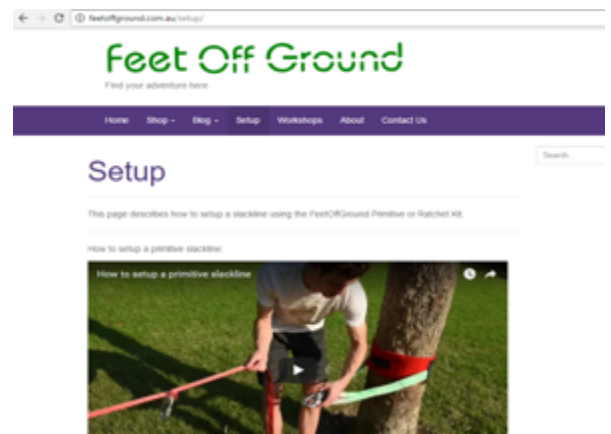 feetoffground.com.au/setup/
Feet Off Ground
Find your adventure here
Home Shop Blog Setup Workshops About Contact Us
Search...
Setup
This page describes how to setup a slackline using the FeetOffGround Primitive or Ratchet Kit.
How to setup a primitive slackline:
How to setup a primitive slackline